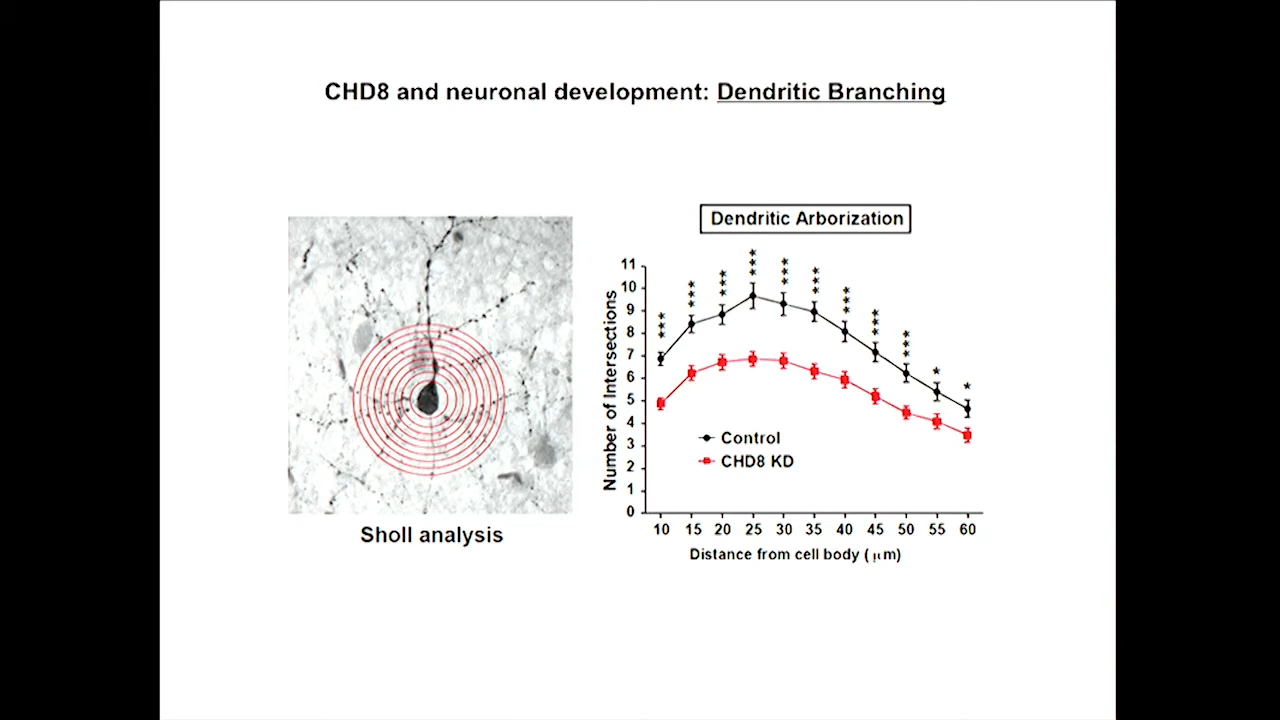 CHD8 and neuronal development: Dendritic Branching
Sholl analysis
Dendritic Arborization
*** *** *** *** *** *** *** *** *** * *
11
10
9
8
7
6
5
4
3
2
1
0
Number of Intersections
Control
CHD8 KD
10 15 20 25 30 35 40 45 50 55 60
Distance from cell body (μm)